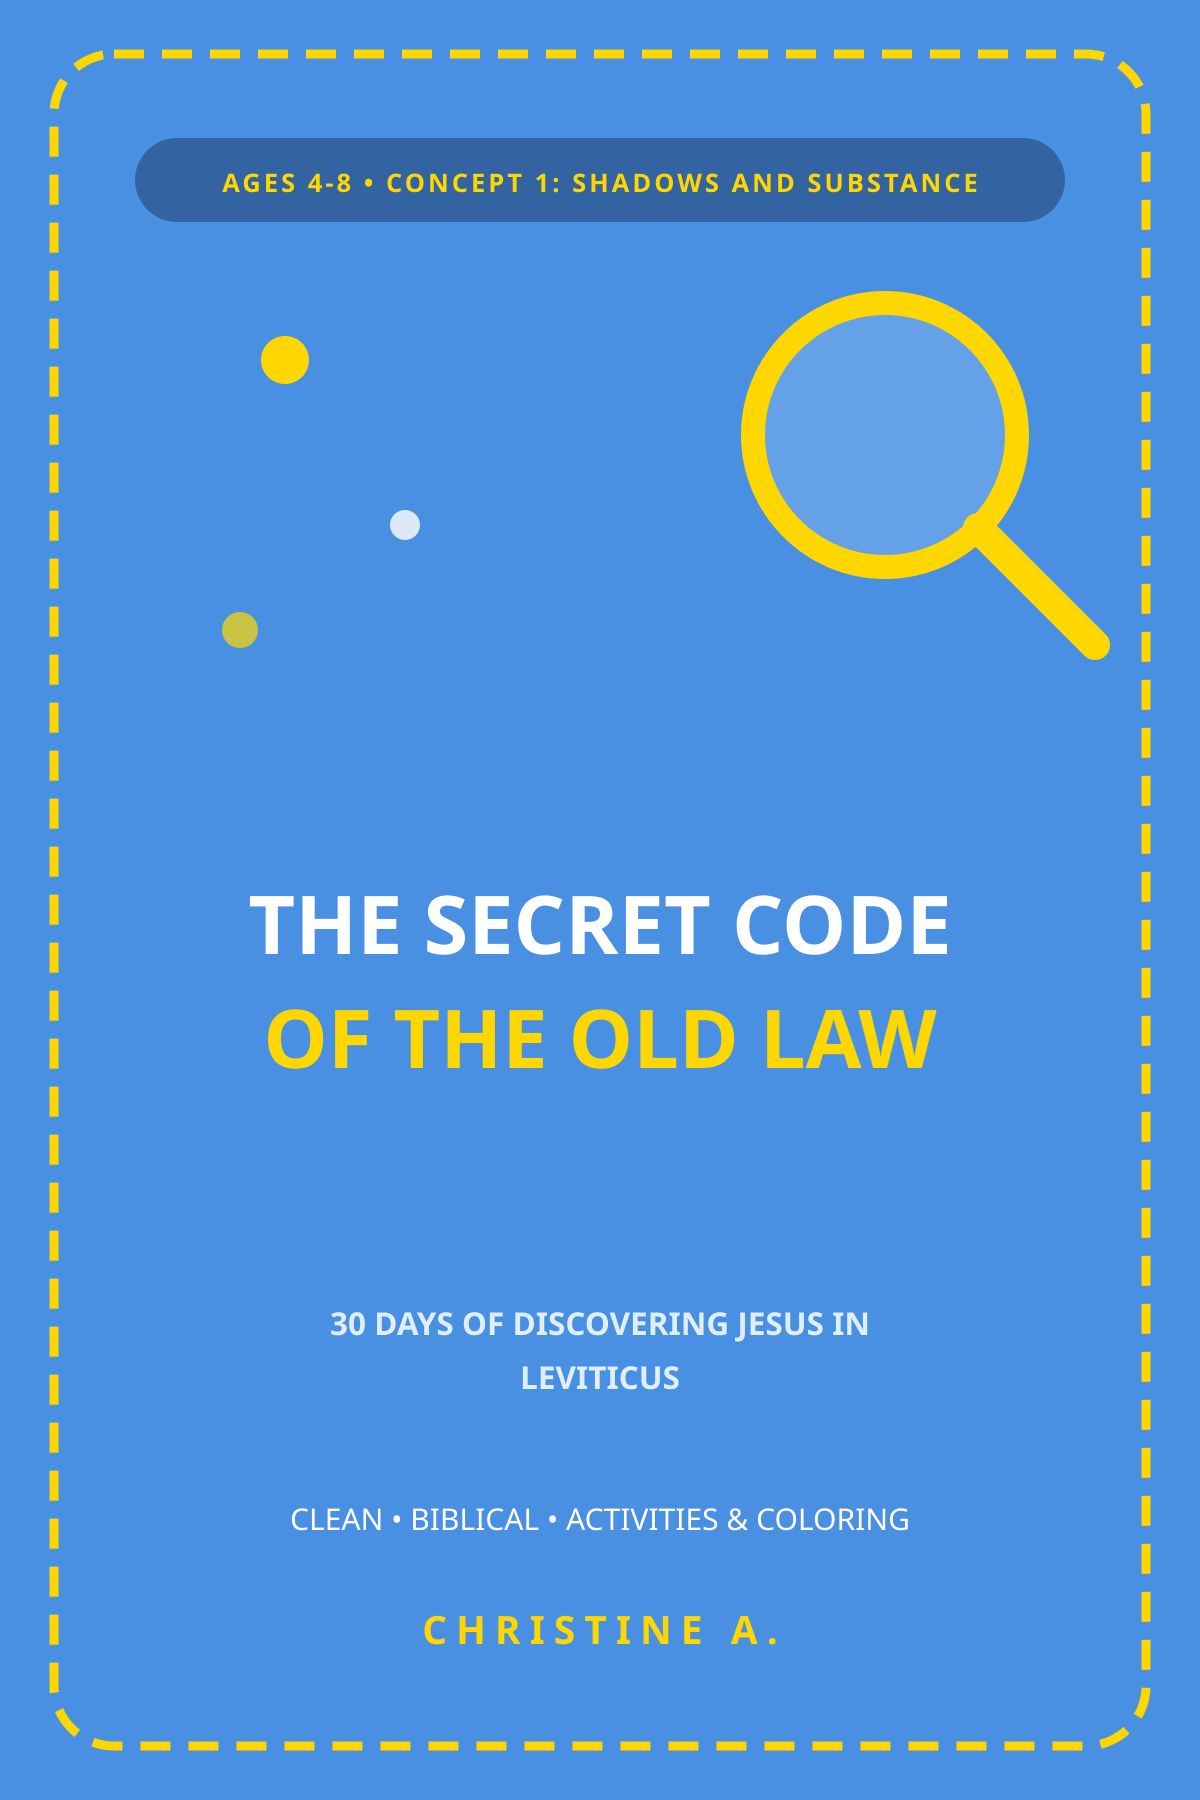 AGES 4-8 • CONCEPT 1: SHADOWS AND SUBSTANCE
THE SECRET CODE
OF THE OLD LAW
30 DAYS OF DISCOVERING JESUS IN
LEVITICUS
CLEAN • BIBLICAL • ACTIVITIES & COLORING
CHRISTINE A.